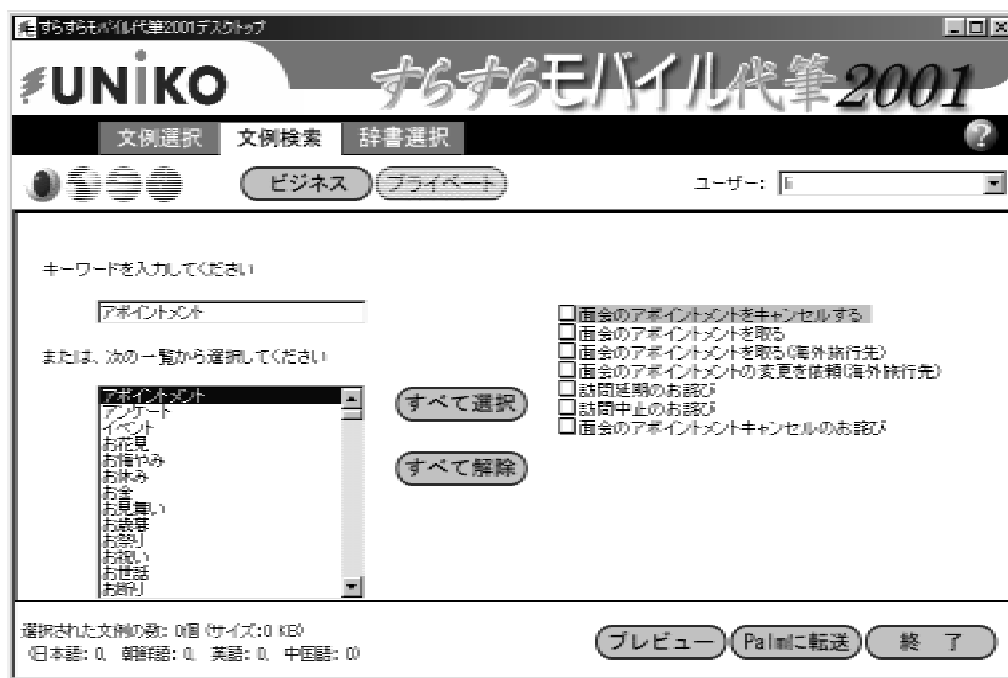 すらすらモバイル代筆2001デスクトップ
UNiKO
すらすらモバイル代筆2001
文例選択 文例検索 辞書選択 ?
ビジネス プライベート ユーザー:
キーワードを入力してください
アポイントメント
または、次の一覧から選択してください
アポイントメント
アンケート
イベント
お花見
お悔やみ
お休み
お金
お見舞い
お歳暮
お祭り
お祝い
お世話
お断り
すべて選択
すべて解除
面会のアポイントメントをキャンセルする
面会のアポイントメントを取る
面会のアポイントメントを取る(海外旅行先)
面会のアポイントメントの変更を依頼(海外旅行先)
訪問延期のお詫び
訪問中止のお詫び
面会のアポイントメントキャンセルのお詫び
選択された文例の数: 0個 (サイズ:0 KB)
(日本語: 0, 朝鮮語: 0, 英語: 0, 中国語: 0)
プレビュー Palmに転送 終 了